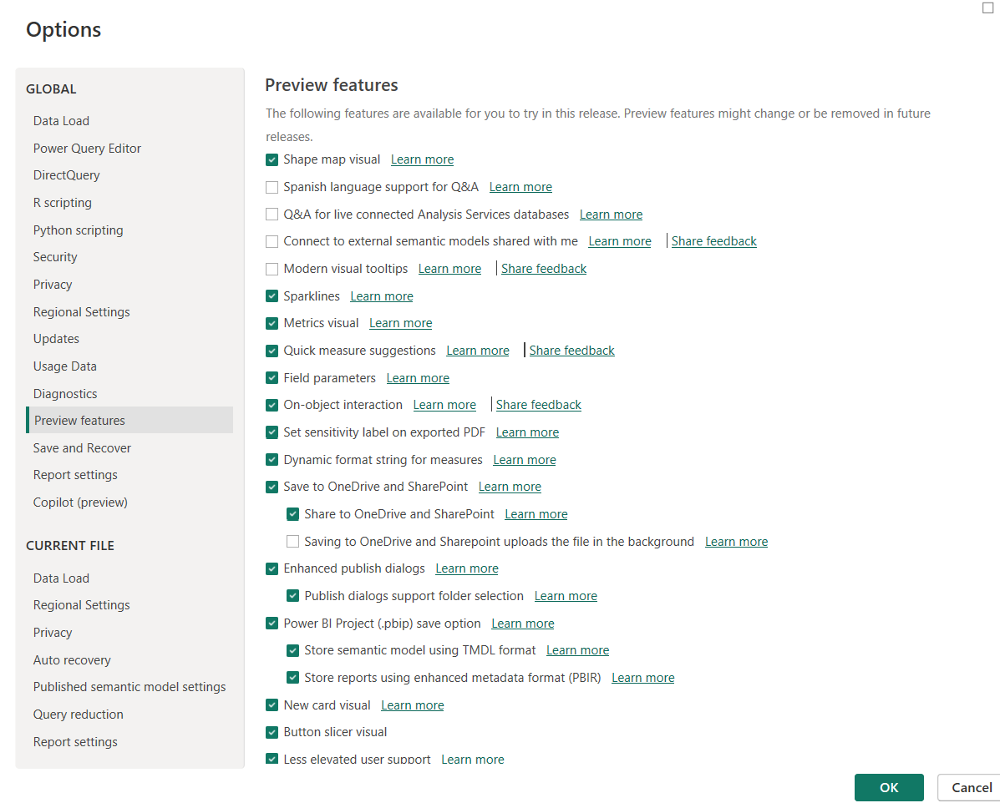 Options
GLOBAL
Data Load
Power Query Editor
DirectQuery
R scripting
Python scripting
Security
Privacy
Regional Settings
Updates
Usage Data
Diagnostics
Preview features
Save and Recover
Report settings
Copilot (preview)
CURRENT FILE
Data Load
Regional Settings
Privacy
Auto recovery
Published semantic model settings
Query reduction
Report settings
Preview features
The following features are available for you to try in this release. Preview features might change or be removed in future
releases.
Shape map visual Learn more
Spanish language support for Q&A Learn more
Q&A for live connected Analysis Services databases Learn more
Connect to external semantic models shared with me Learn more | Share feedback
Modern visual tooltips Learn more | Share feedback
Sparklines Learn more
Metrics visual Learn more
Quick measure suggestions Learn more | Share feedback
Field parameters Learn more
On-object interaction Learn more | Share feedback
Set sensitivity label on exported PDF Learn more
Dynamic format string for measures Learn more
Save to OneDrive and SharePoint Learn more
Share to OneDrive and SharePoint Learn more
Saving to OneDrive and Sharepoint uploads the file in the background Learn more
Enhanced publish dialogs Learn more
Publish dialogs support folder selection Learn more
Power BI Project (.pbip) save option Learn more
Store semantic model using TMDL format Learn more
Store reports using enhanced metadata format (PBIR) Learn more
New card visual Learn more
Button slicer visual
Less elevated user support Learn more
OK
Cancel